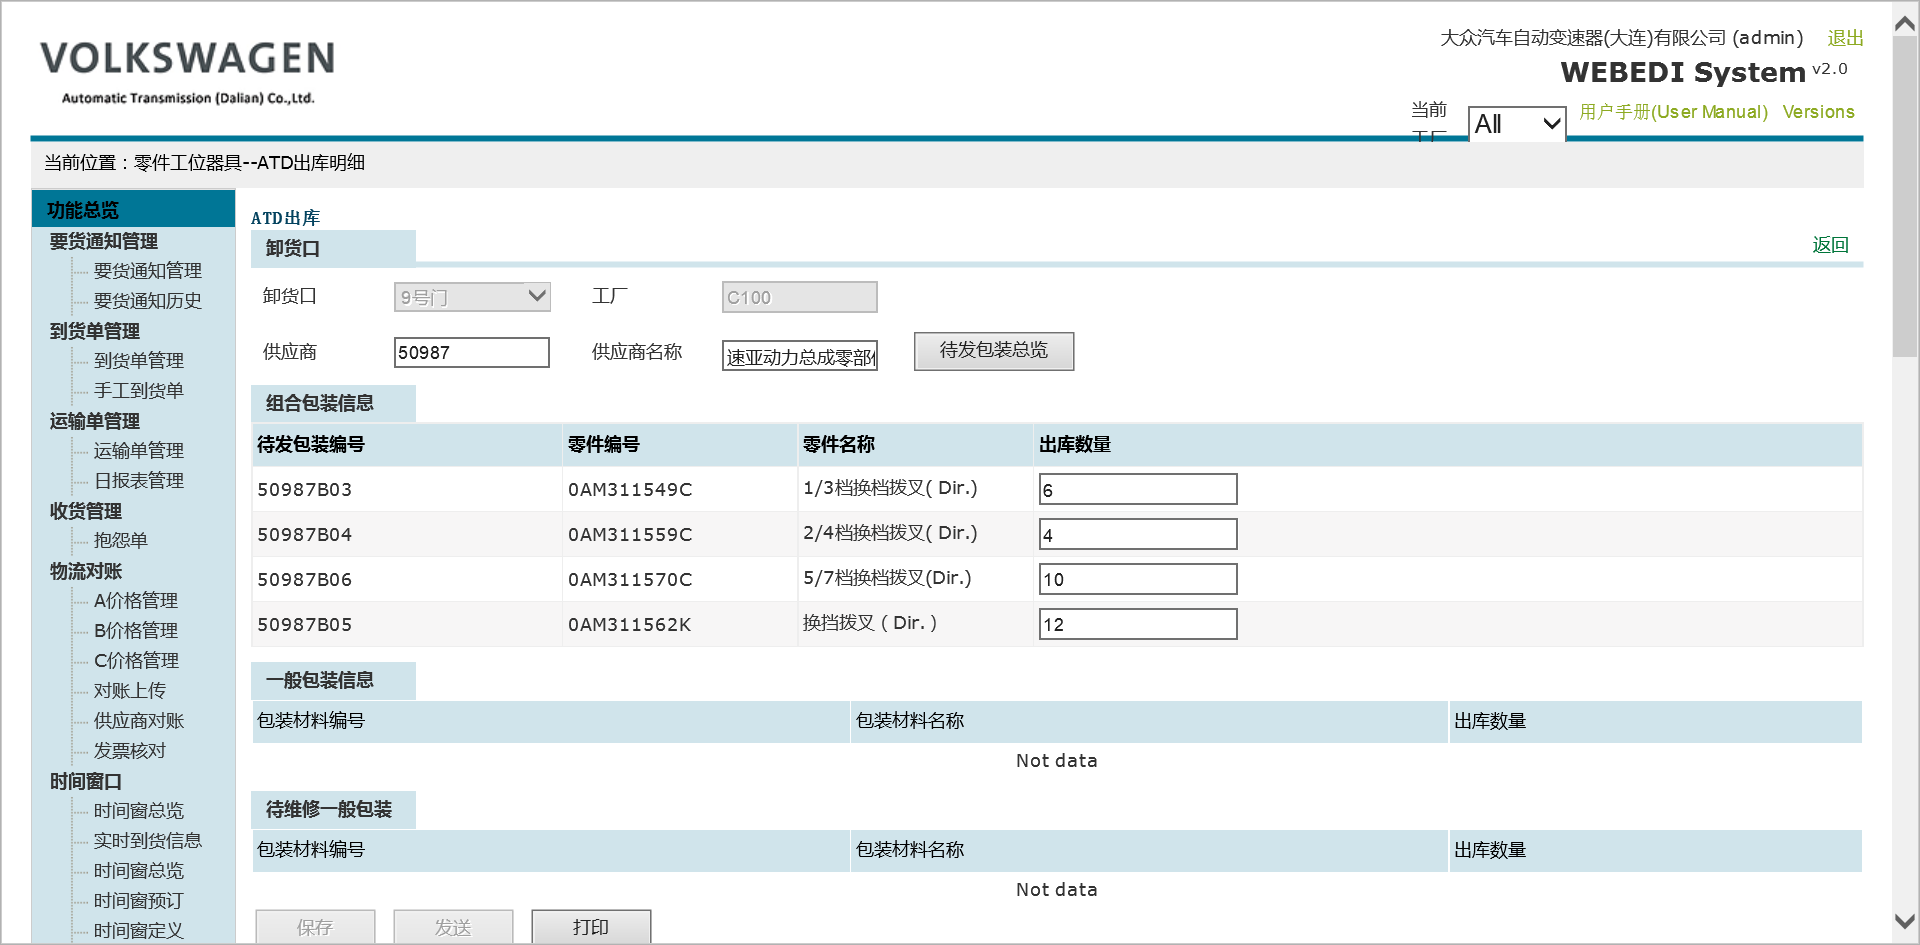 VOLKSWAGEN
Automatic Transmission (Dalian) Co.,Ltd.
大众汽车自动变速器(大连)有限公司 (admin) 退出
WEBEDI System v2.0
当前工厂 All 用户手册(User Manual) Versions
当前位置：零件工位器具--ATD出库明细
功能总览
要货通知管理
要货通知管理
要货通知历史
到货单管理
到货单管理
手工到货单
运输单管理
运输单管理
日报表管理
收货管理
抱怨单
物流对账
A价格管理
B价格管理
C价格管理
对账上传
供应商对账
发票核对
时间窗口
时间窗总览
实时到货信息
时间窗总览
时间窗预订
时间窗定义
ATD出库
卸货口 返回
卸货口 9号门 工厂 C100
供应商 50987 供应商名称 速亚动力总成零部 待发包装总览
组合包装信息
待发包装编号 零件编号 零件名称 出库数量
50987B03 0AM311549C 1/3档换档拨叉( Dir.) 6
50987B04 0AM311559C 2/4档换档拨叉( Dir.) 4
50987B06 0AM311570C 5/7档换档拨叉(Dir.) 10
50987B05 0AM311562K 换挡拨叉 ( Dir. ) 12
一般包装信息
包装材料编号 包装材料名称 出库数量
Not data
待维修一般包装
包装材料编号 包装材料名称 出库数量
Not data
保存 发送 打印